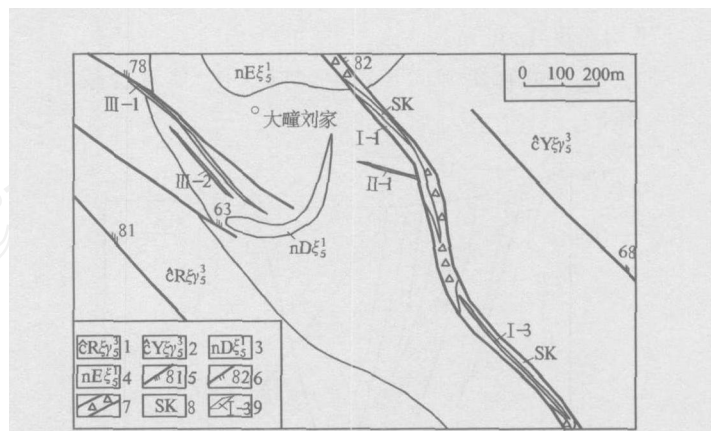 78
nEξ₅¹
82
0 100 200m
III-1
SK
大疃刘家
I-1
ĉYξγ₅³
III-2
II-1
63
nDξ₅¹
81
68
ĉRξγ₅³
I-3
SK
ĉRξγ₅³ 1 ĉYξγ₅³ 2 nDξ₅¹ 3
nEξ₅¹ 4 81 5 82 6
7 SK 8 I-3 9